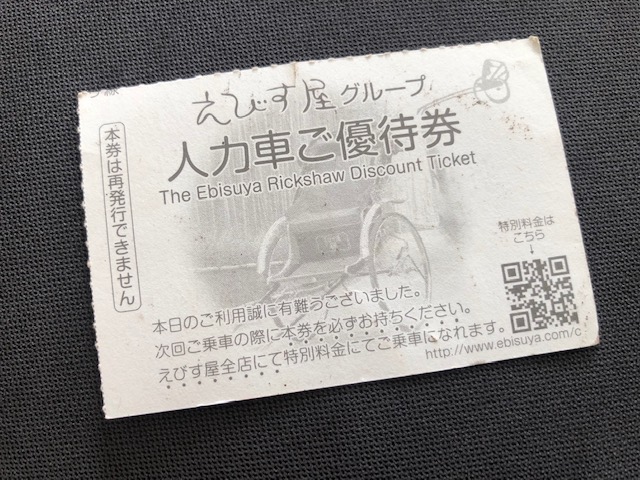 えびす屋グループ
人力車ご優待券
The Ebisuya Rickshaw Discount Ticket
本券は再発行できません
特別料金は
こちら
↓
本日のご利用誠に有難うございました。
次回ご乗車の際に本券を必ずお持ちください。
えびす屋全店にて特別料金にてご乗車になれます。
http://www.ebisuya.com/c